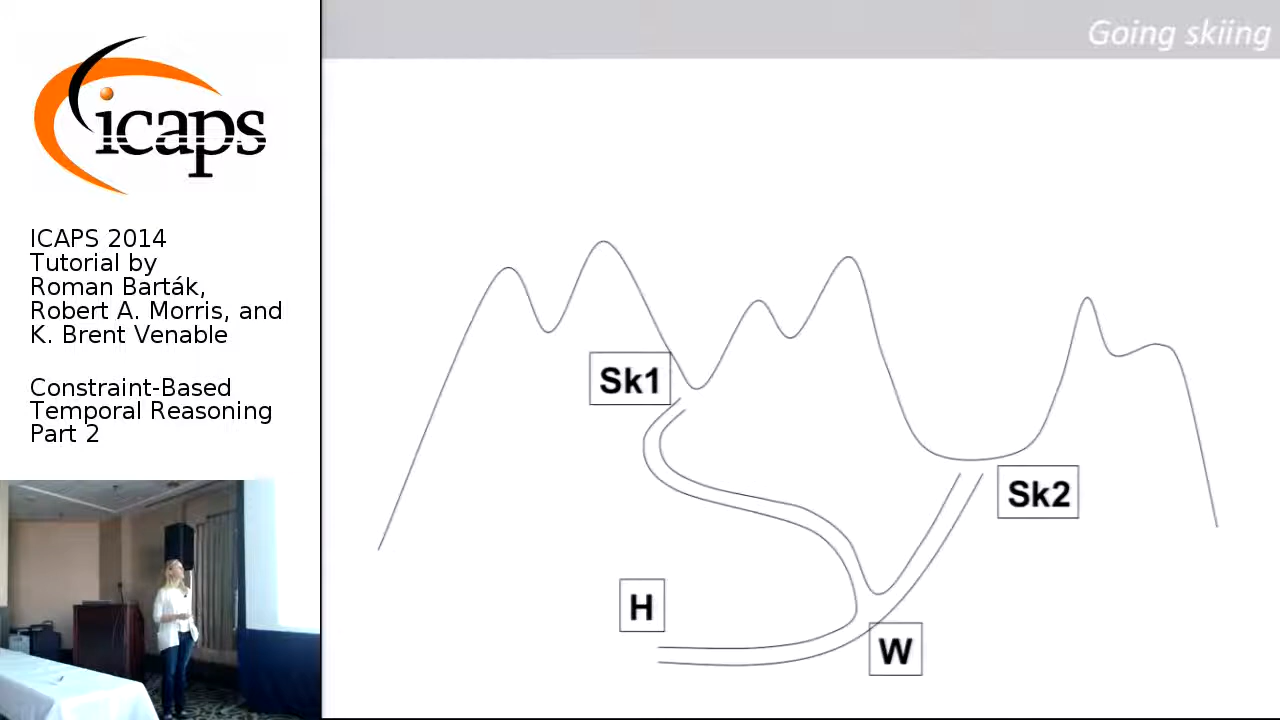 icaps
ICAPS 2014
Tutorial by
Roman Barták,
Robert A. Morris, and
K. Brent Venable
Constraint-Based
Temporal Reasoning
Part 2
Going skiing
Sk1
Sk2
H
W